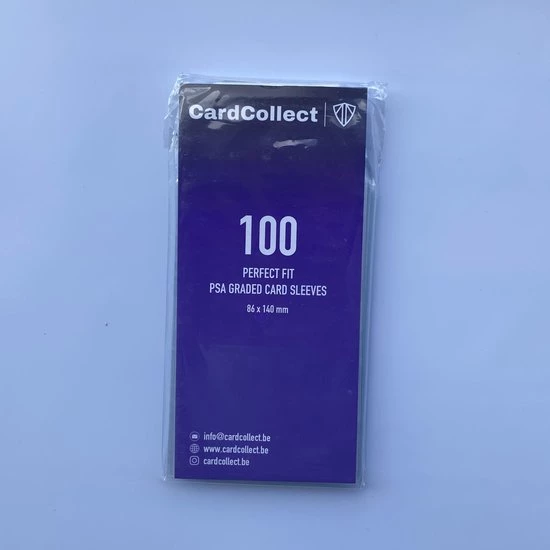 CardCollect
100
PERFECT FIT
PSA GRADED CARD SLEEVES
86 x 140 mm
info@cardcollect.be
www.cardcollect.be
cardcollect.be